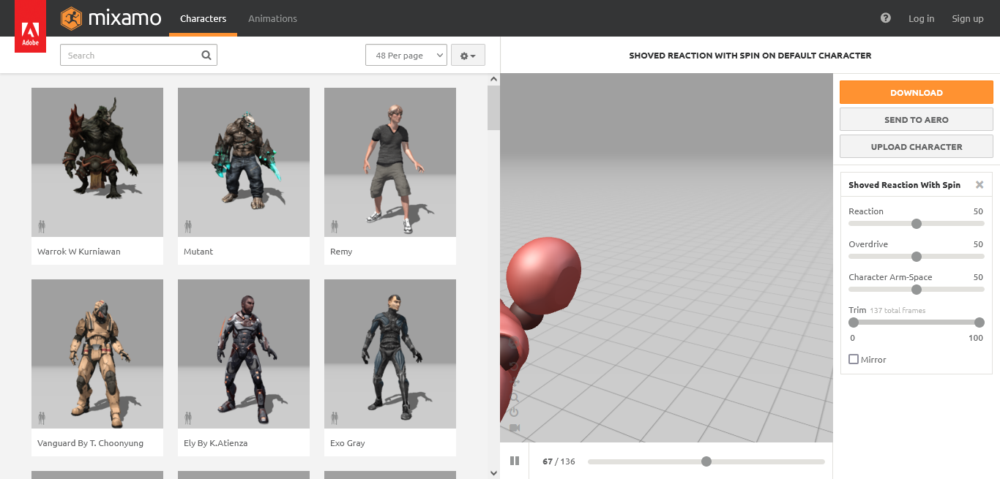 Adobe
mixamo
Characters
Animations
Log in
Sign up
Search
48 Per page
SHOVED REACTION WITH SPIN ON DEFAULT CHARACTER
Warrok W Kurniawan
Mutant
Remy
Vanguard By T. Choonyung
Ely By K.Atienza
Exo Gray
67 / 136
DOWNLOAD
SEND TO AERO
UPLOAD CHARACTER
Shoved Reaction With Spin
Reaction 50
Overdrive 50
Character Arm-Space 50
Trim 137 total frames
0 100
Mirror